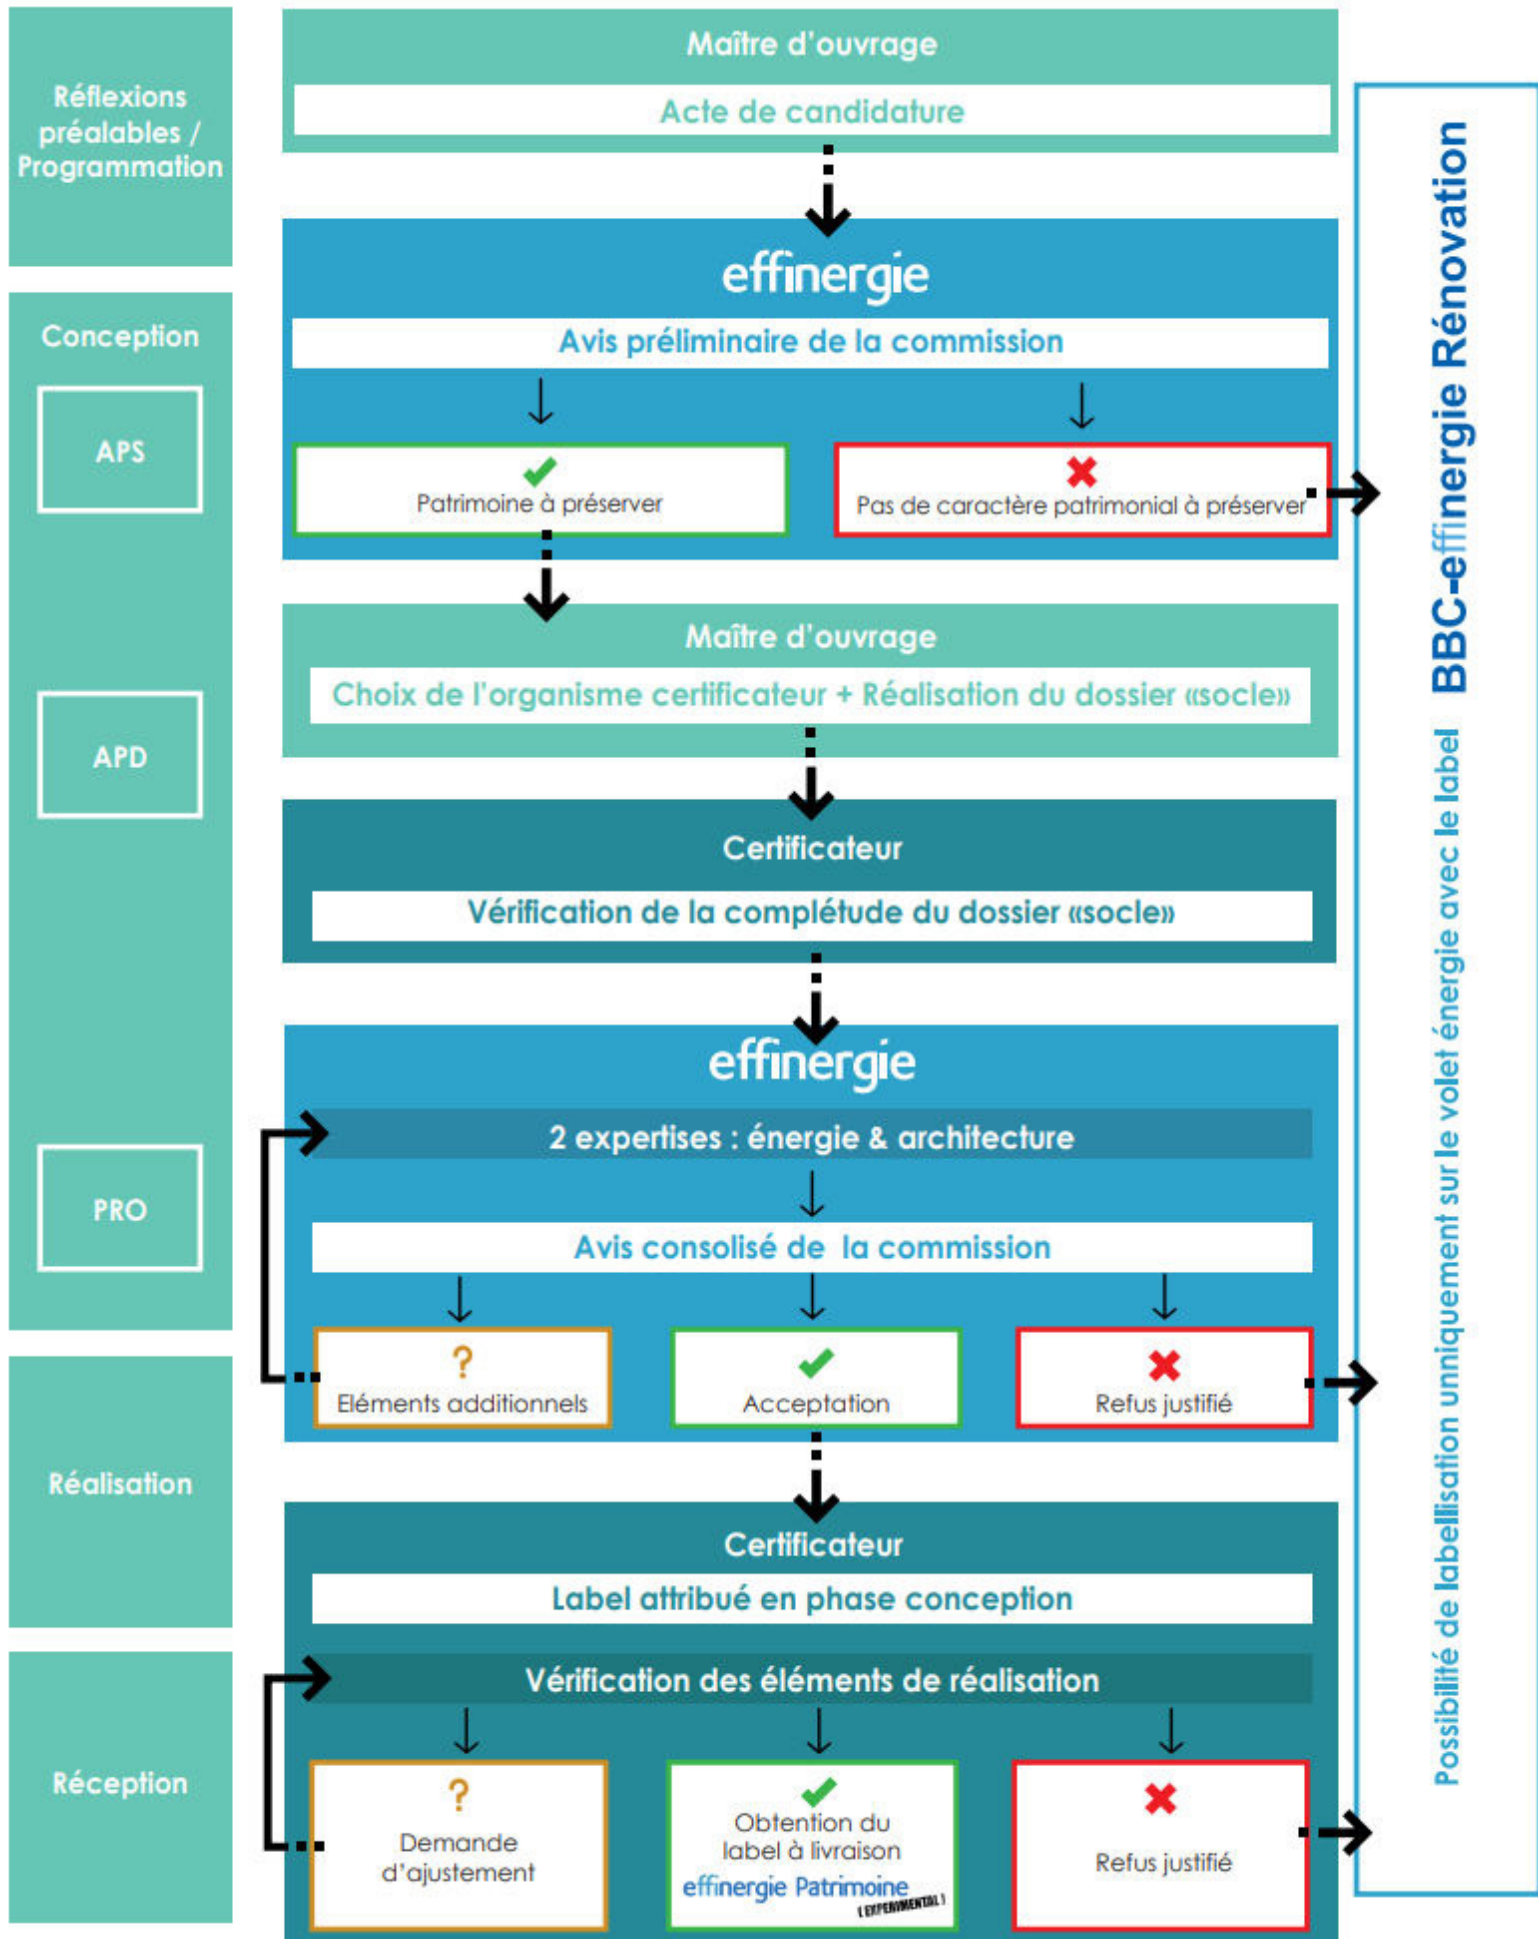 Réflexions
préalables /
Programmation
Maître d'ouvrage
Acte de candidature
effinergie
Avis préliminaire de la commission
Patrimoine à préserver
Pas de caractère patrimonial à préserver
Conception
APS
APD
PRO
Maître d'ouvrage
Choix de l'organisme certificateur + Réalisation du dossier «socle»
Certificateur
Vérification de la complétude du dossier «socle»
effinergie
2 expertises : énergie & architecture
Avis consolisé de la commission
?
Eléments additionnels
Acceptation
Refus justifié
Réalisation
Certificateur
Label attribué en phase conception
Réception
Vérification des éléments de réalisation
?
Demande
d'ajustement
Obtention du
label à livraison
effinergie Patrimoine
(EXPERIMENTAL)
Refus justifié
Possibilité de labellisation unniquement sur le volet énergie avec le label BBC-effinergie Rénovation